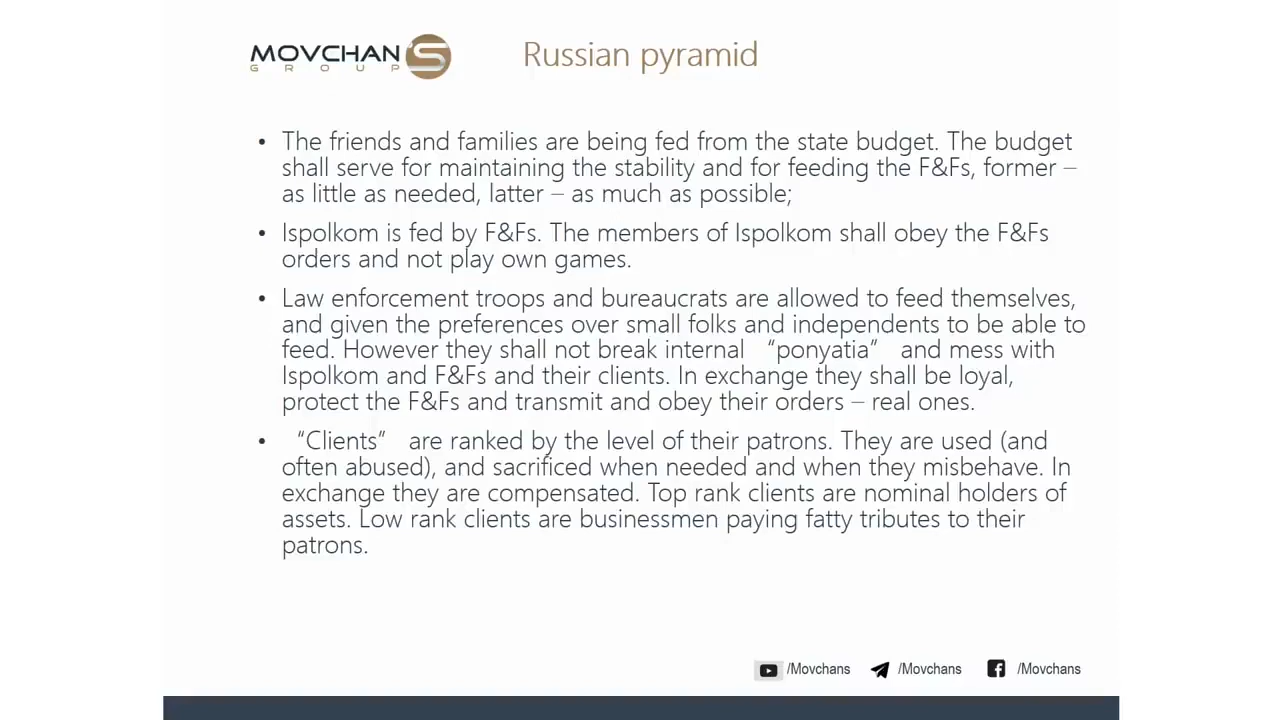 MOVCHAN'S
GROUP
Russian pyramid
• The friends and families are being fed from the state budget. The budget
shall serve for maintaining the stability and for feeding the F&Fs, former –
as little as needed, latter – as much as possible;
• Ispolkom is fed by F&Fs. The members of Ispolkom shall obey the F&Fs
orders and not play own games.
• Law enforcement troops and bureaucrats are allowed to feed themselves,
and given the preferences over small folks and independents to be able to
feed. However they shall not break internal “ponyatia” and mess with
Ispolkom and F&Fs and their clients. In exchange they shall be loyal,
protect the F&Fs and transmit and obey their orders – real ones.
• “Clients” are ranked by the level of their patrons. They are used (and
often abused), and sacrificed when needed and when they misbehave. In
exchange they are compensated. Top rank clients are nominal holders of
assets. Low rank clients are businessmen paying fatty tributes to their
patrons.
/Movchans /Movchans /Movchans